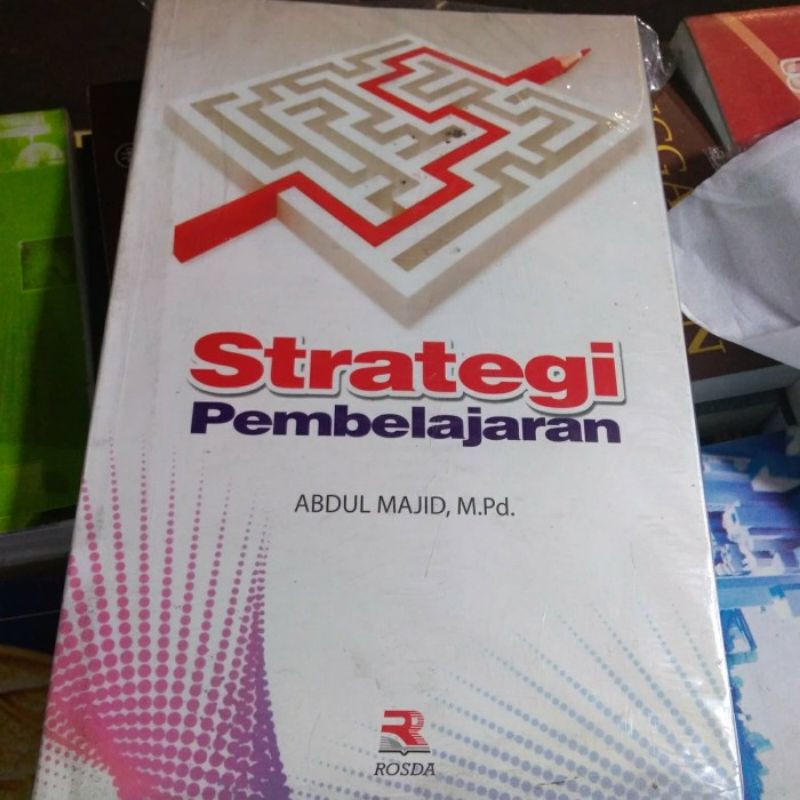 Strategi
Pembelajaran
ABDUL MAJID, M.Pd.
ROSDA